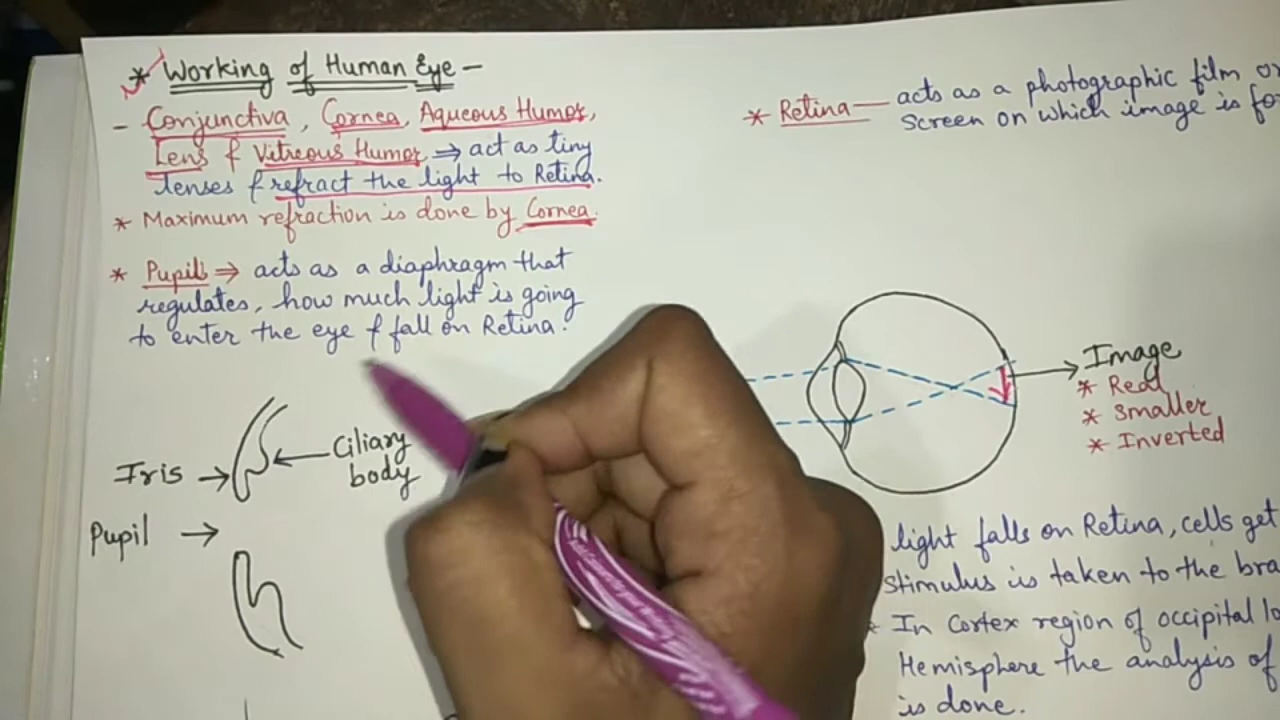 * Working of Human Eye -
- Conjunctiva, Cornea, Aqueous Humor,
Lens & Vitreous Humor ⇒ act as tiny
lenses & refract the light to Retina.
* Maximum refraction is done by Cornea.
* Pupil ⇒ acts as a diaphragm that
regulates, how much light is going
to enter the eye & fall on Retina.
Iris →
Ciliary
body
Pupil →
* Retina — acts as a photographic film or
screen on which image is
Image
* Real
* Smaller
* Inverted
light falls on Retina, cells get
stimulus is taken to the
* In Cortex region of occipital
Hemisphere the analysis of
is done.